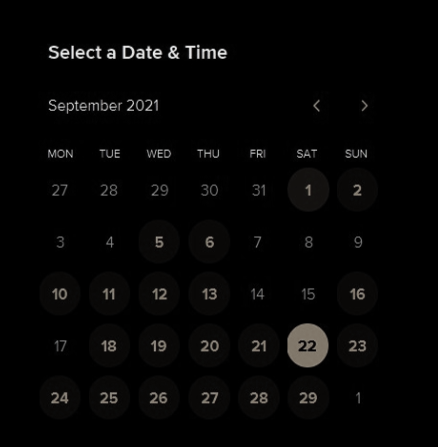 Select a Date & Time
September 2021
MON TUE WED THU FRI SAT SUN
27 28 29 30 31 1 2
3 4 5 6 7 8 9
10 11 12 13 14 15 16
17 18 19 20 21 22 23
24 25 26 27 28 29 1